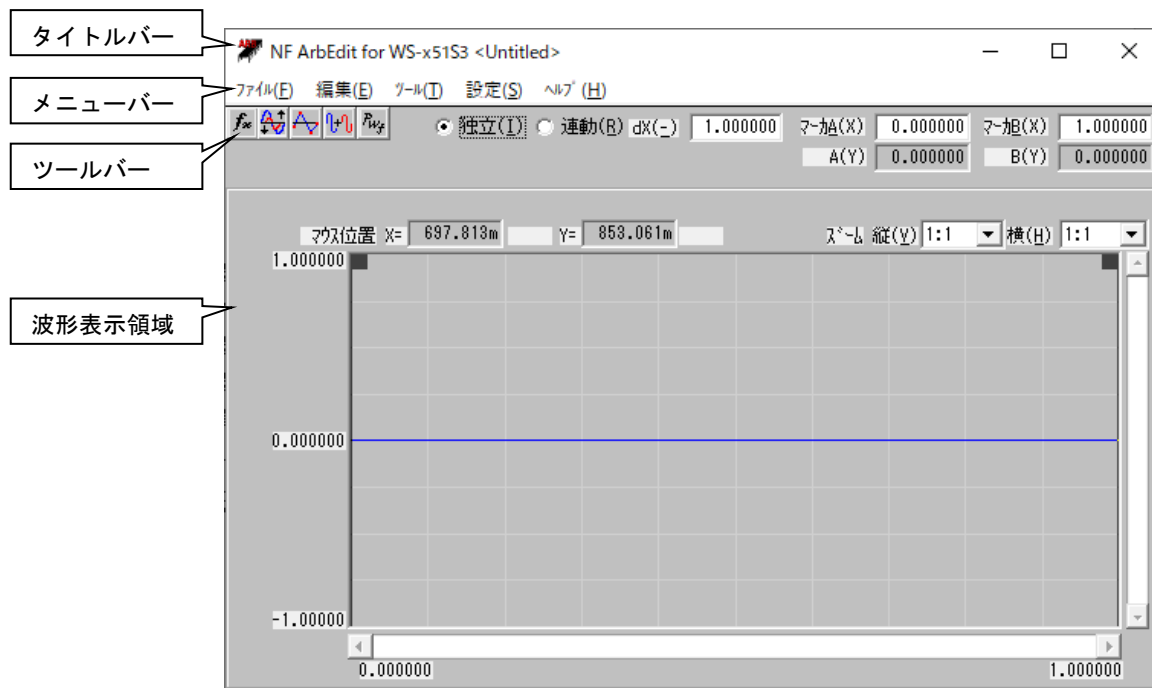 タイトルバー
NF ArbEdit for WS-x51S3 <Untitled>
メニューバー
ﾌｧｲﾙ(F) 編集(E) ﾂｰﾙ(T) 設定(S) ﾍﾙﾌﾟ(H)
ツールバー
fx PWf 独立(I) 連動(R) dX(-) 1.000000 ﾏｰｶA(X) 0.000000 ﾏｰｶB(X) 1.000000
A(Y) 0.000000 B(Y) 0.000000
波形表示領域
ﾏｳｽ位置 X= 697.813m Y= 853.061m ｽﾞｰﾑ 縦(V) 1:1 横(H) 1:1
1.000000
0.000000
-1.00000
0.000000 1.000000